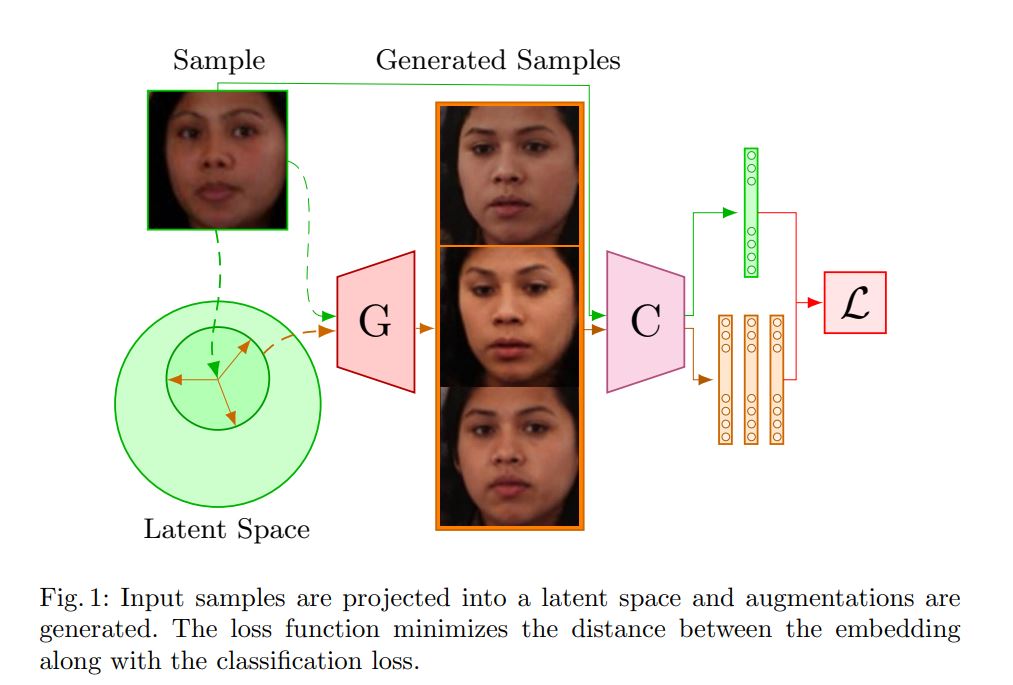 Sample
Generated Samples
G
C
ℒ
Latent Space
Fig. 1: Input samples are projected into a latent space and augmentations are
generated. The loss function minimizes the distance between the embedding
along with the classification loss.